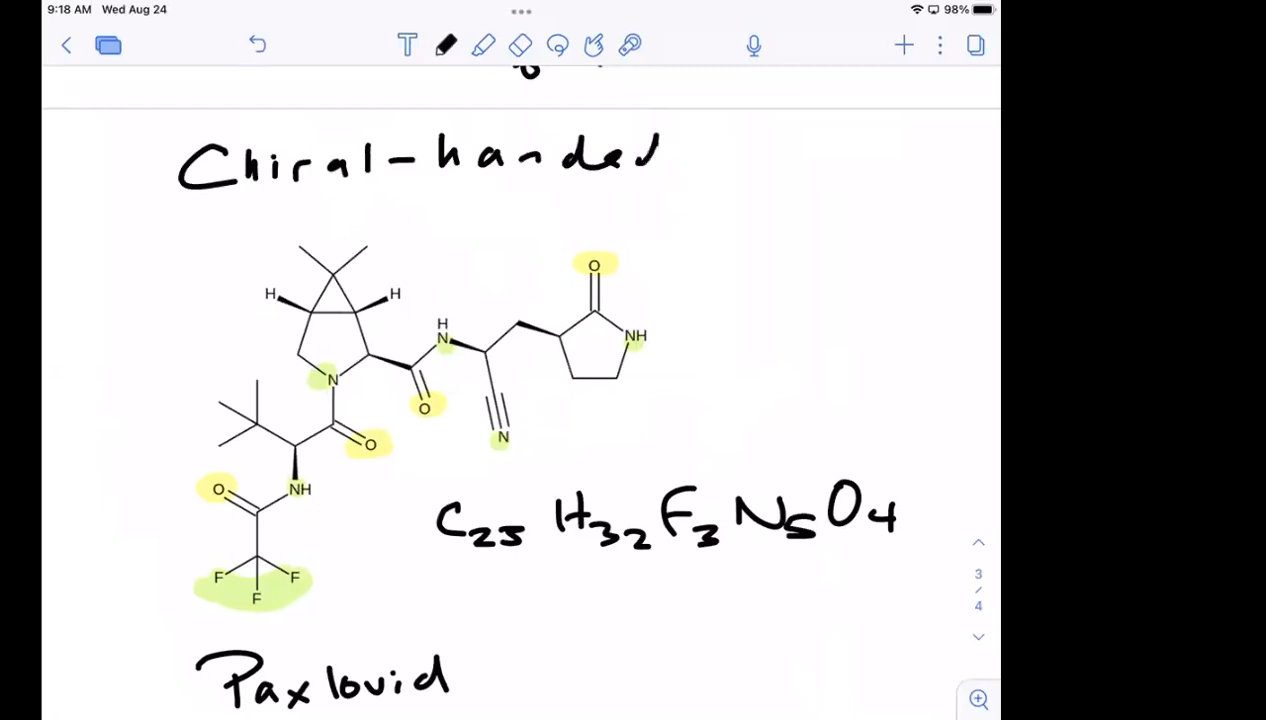 9:18 AM Wed Aug 24 98%
T
Chiral-handed
O
H H
H
N NH
N
O
O
N
O NH
C25 H32 F3 N5 O4
F F
F
3
/
4
Paxlovid